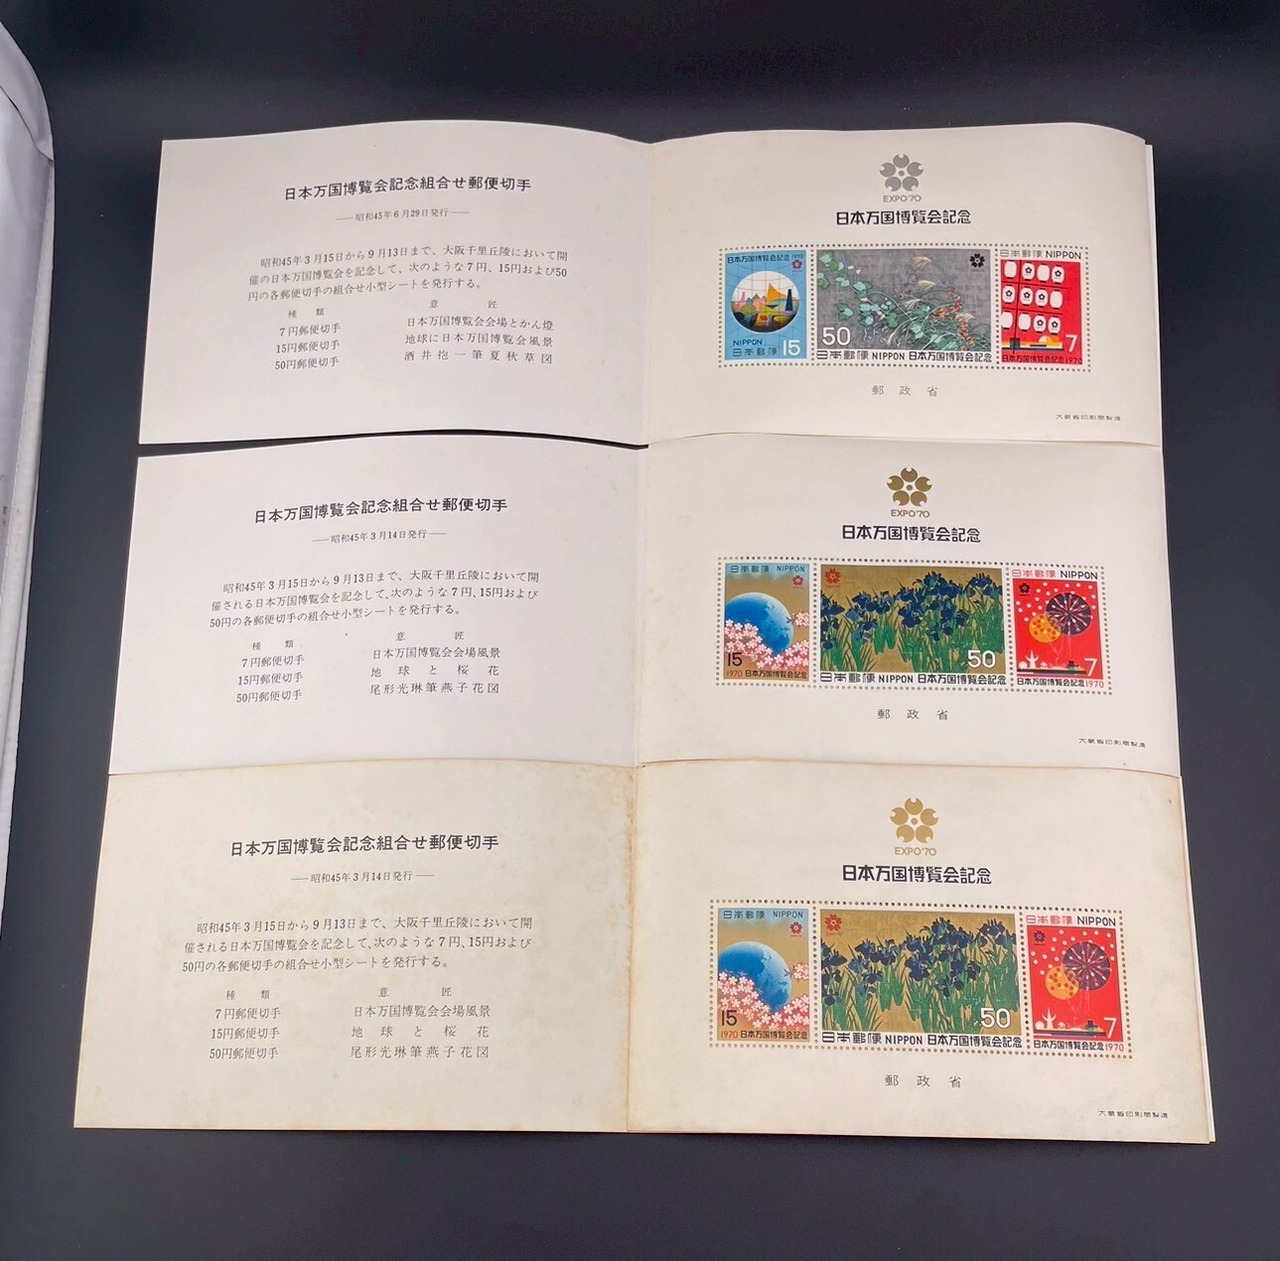 日本万国博覧会記念組合せ郵便切手
―昭和45年6月29日発行―
昭和45年3月15日から9月13日まで、大阪千里丘陵において開
催の日本万国博覧会を記念して、次のような7円、15円および50
円の各郵便切手の組合せ小型シートを発行する。
種類 意匠
7円郵便切手 日本万国博覧会会場とかん燈
15円郵便切手 地球に日本万国博覧会風景
50円郵便切手 酒井抱一筆夏秋草図
EXPO'70
日本万国博覧会記念
日本万国博覧会記念 1970
NIPPON
日本郵便 15
50
日本郵便 NIPPON 日本万国博覧会記念
日本郵便 NIPPON
7
日本万国博覧会記念 1970
郵政省
大蔵省印刷局製造
日本万国博覧会記念組合せ郵便切手
―昭和45年3月14日発行―
昭和45年3月15日から9月13日まで、大阪千里丘陵において開
催される日本万国博覧会を記念して、次のような7円、15円および
50円の各郵便切手の組合せ小型シートを発行する。
種類 意匠
7円郵便切手 日本万国博覧会会場風景
15円郵便切手 地球と桜花
50円郵便切手 尾形光琳筆燕子花図
EXPO'70
日本万国博覧会記念
日本郵便 NIPPON
15
1970 日本万国博覧会記念
50
日本郵便 NIPPON 日本万国博覧会記念
日本郵便 NIPPON
7
日本万国博覧会記念 1970
郵政省
大蔵省印刷局製造
日本万国博覧会記念組合せ郵便切手
―昭和45年3月14日発行―
昭和45年3月15日から9月13日まで、大阪千里丘陵において開
催される日本万国博覧会を記念して、次のような7円、15円および
50円の各郵便切手の組合せ小型シートを発行する。
種類 意匠
7円郵便切手 日本万国博覧会会場風景
15円郵便切手 地球と桜花
50円郵便切手 尾形光琳筆燕子花図
EXPO'70
日本万国博覧会記念
日本郵便 NIPPON
15
1970 日本万国博覧会記念
50
日本郵便 NIPPON 日本万国博覧会記念
日本郵便 NIPPON
7
日本万国博覧会記念 1970
郵政省
大蔵省印刷局製造